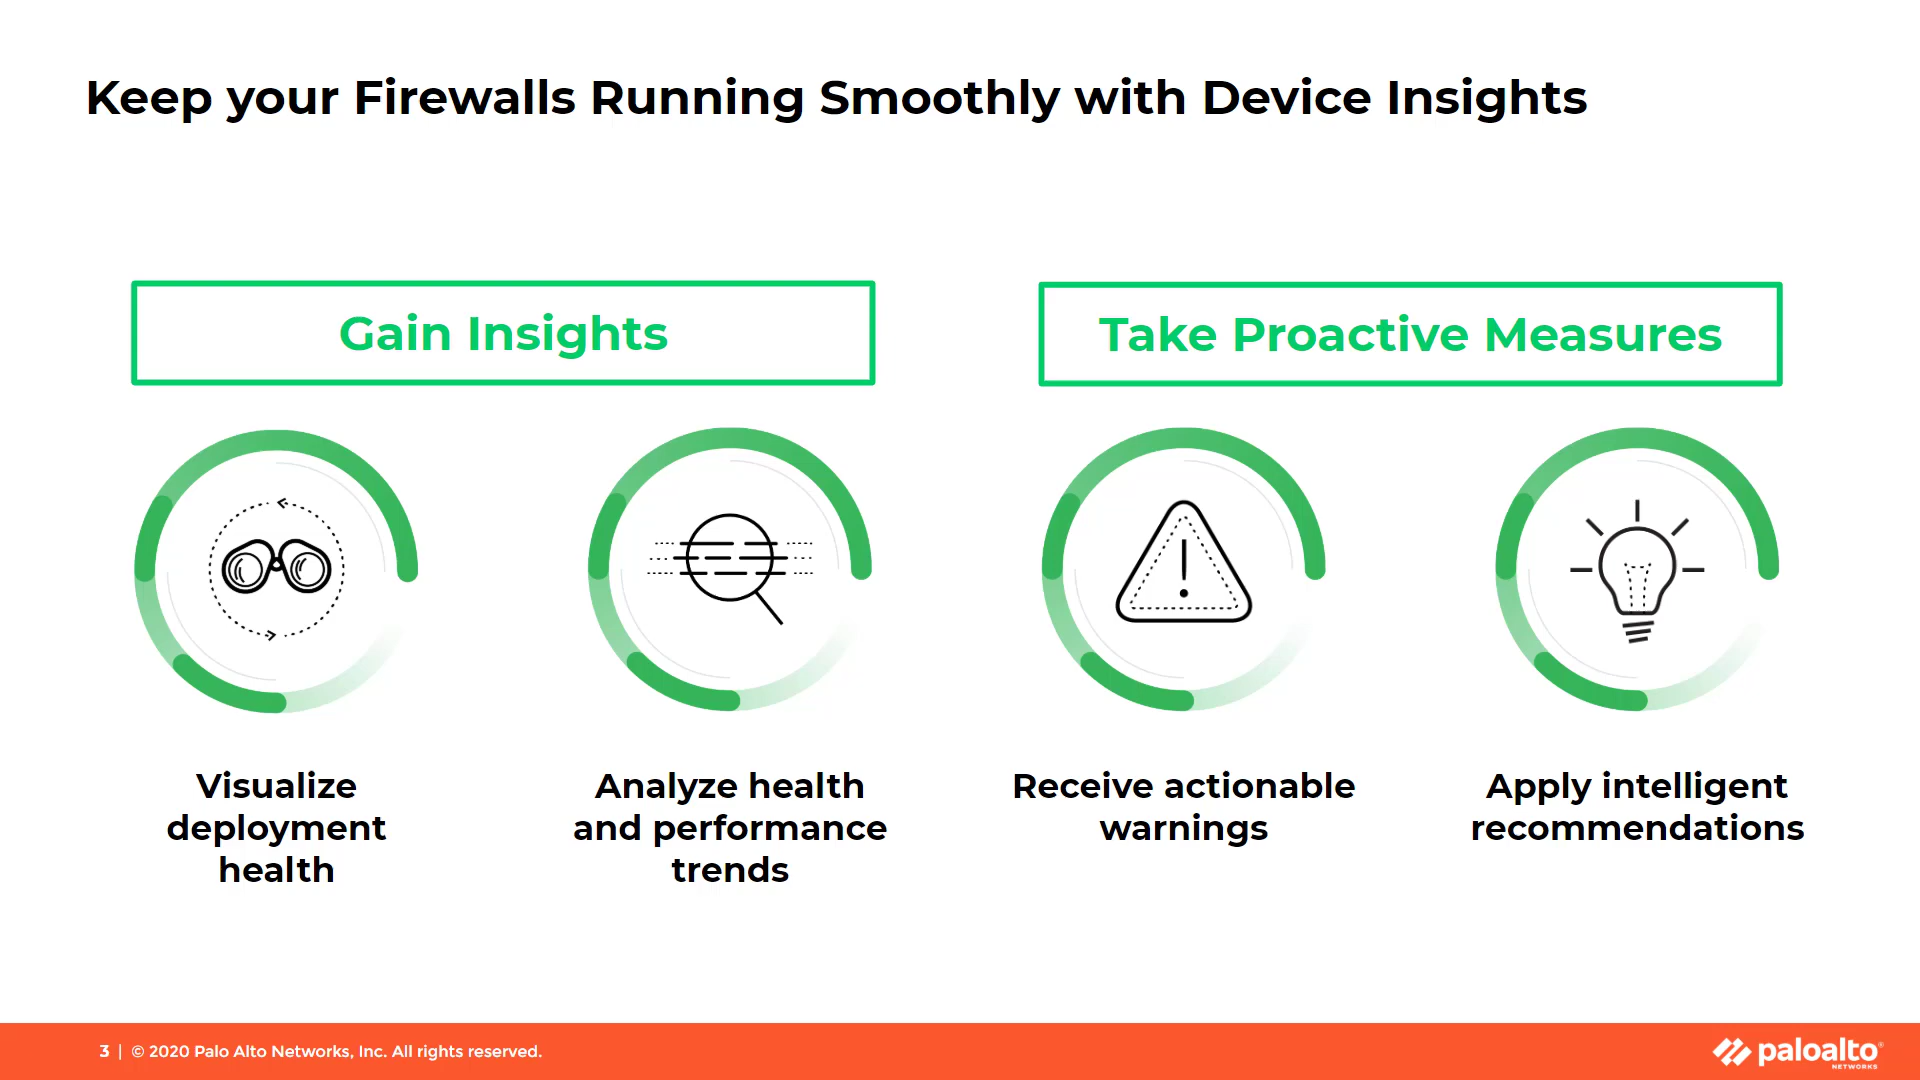 Keep your Firewalls Running Smoothly with Device Insights
Gain Insights
Take Proactive Measures
Visualize
deployment
health
Analyze health
and performance
trends
Receive actionable
warnings
Apply intelligent
recommendations
3 | © 2020 Palo Alto Networks, Inc. All rights reserved.
paloalto®
NETWORKS